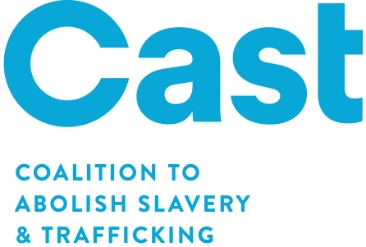 Cast
COALITION TO
ABOLISH SLAVERY
& TRAFFICKING